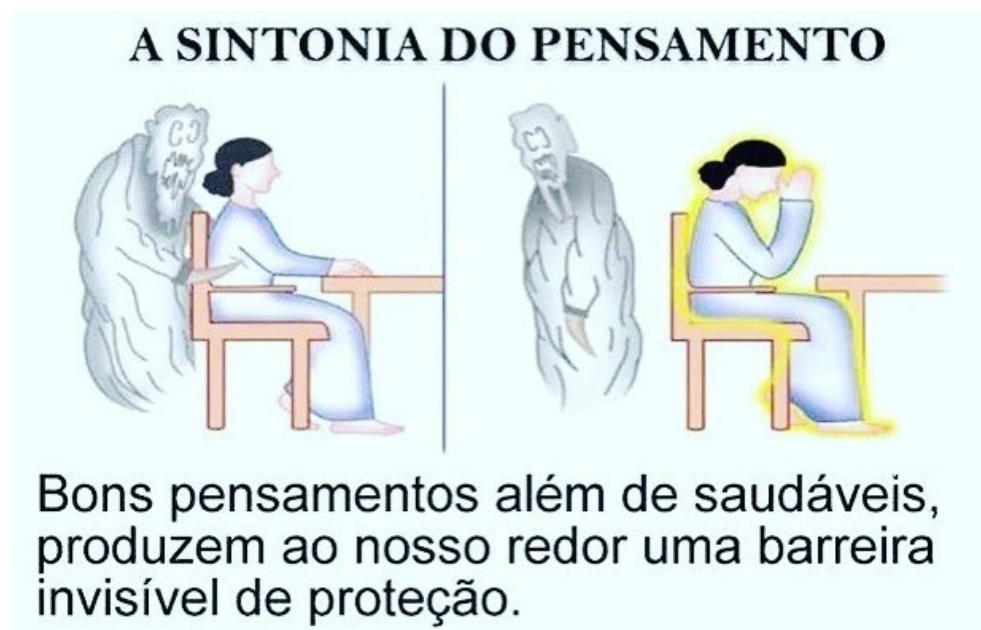 A SINTONIA DO PENSAMENTO
Bons pensamentos além de saudáveis,
produzem ao nosso redor uma barreira
invisível de proteção.